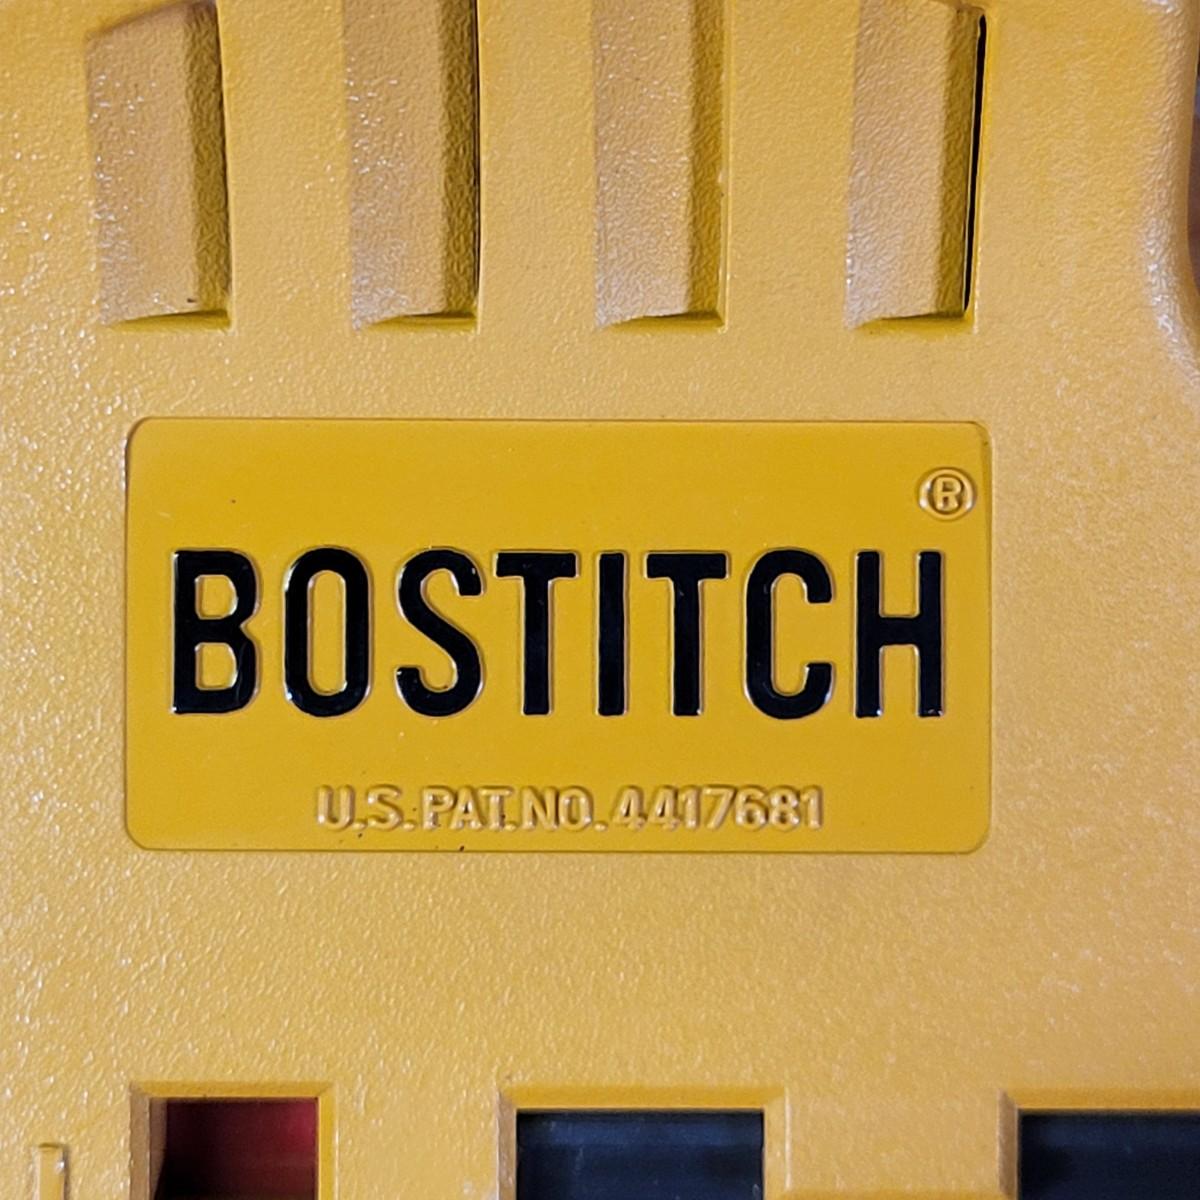 ®
BOSTITCH
U.S. PAT. NO. 4417681